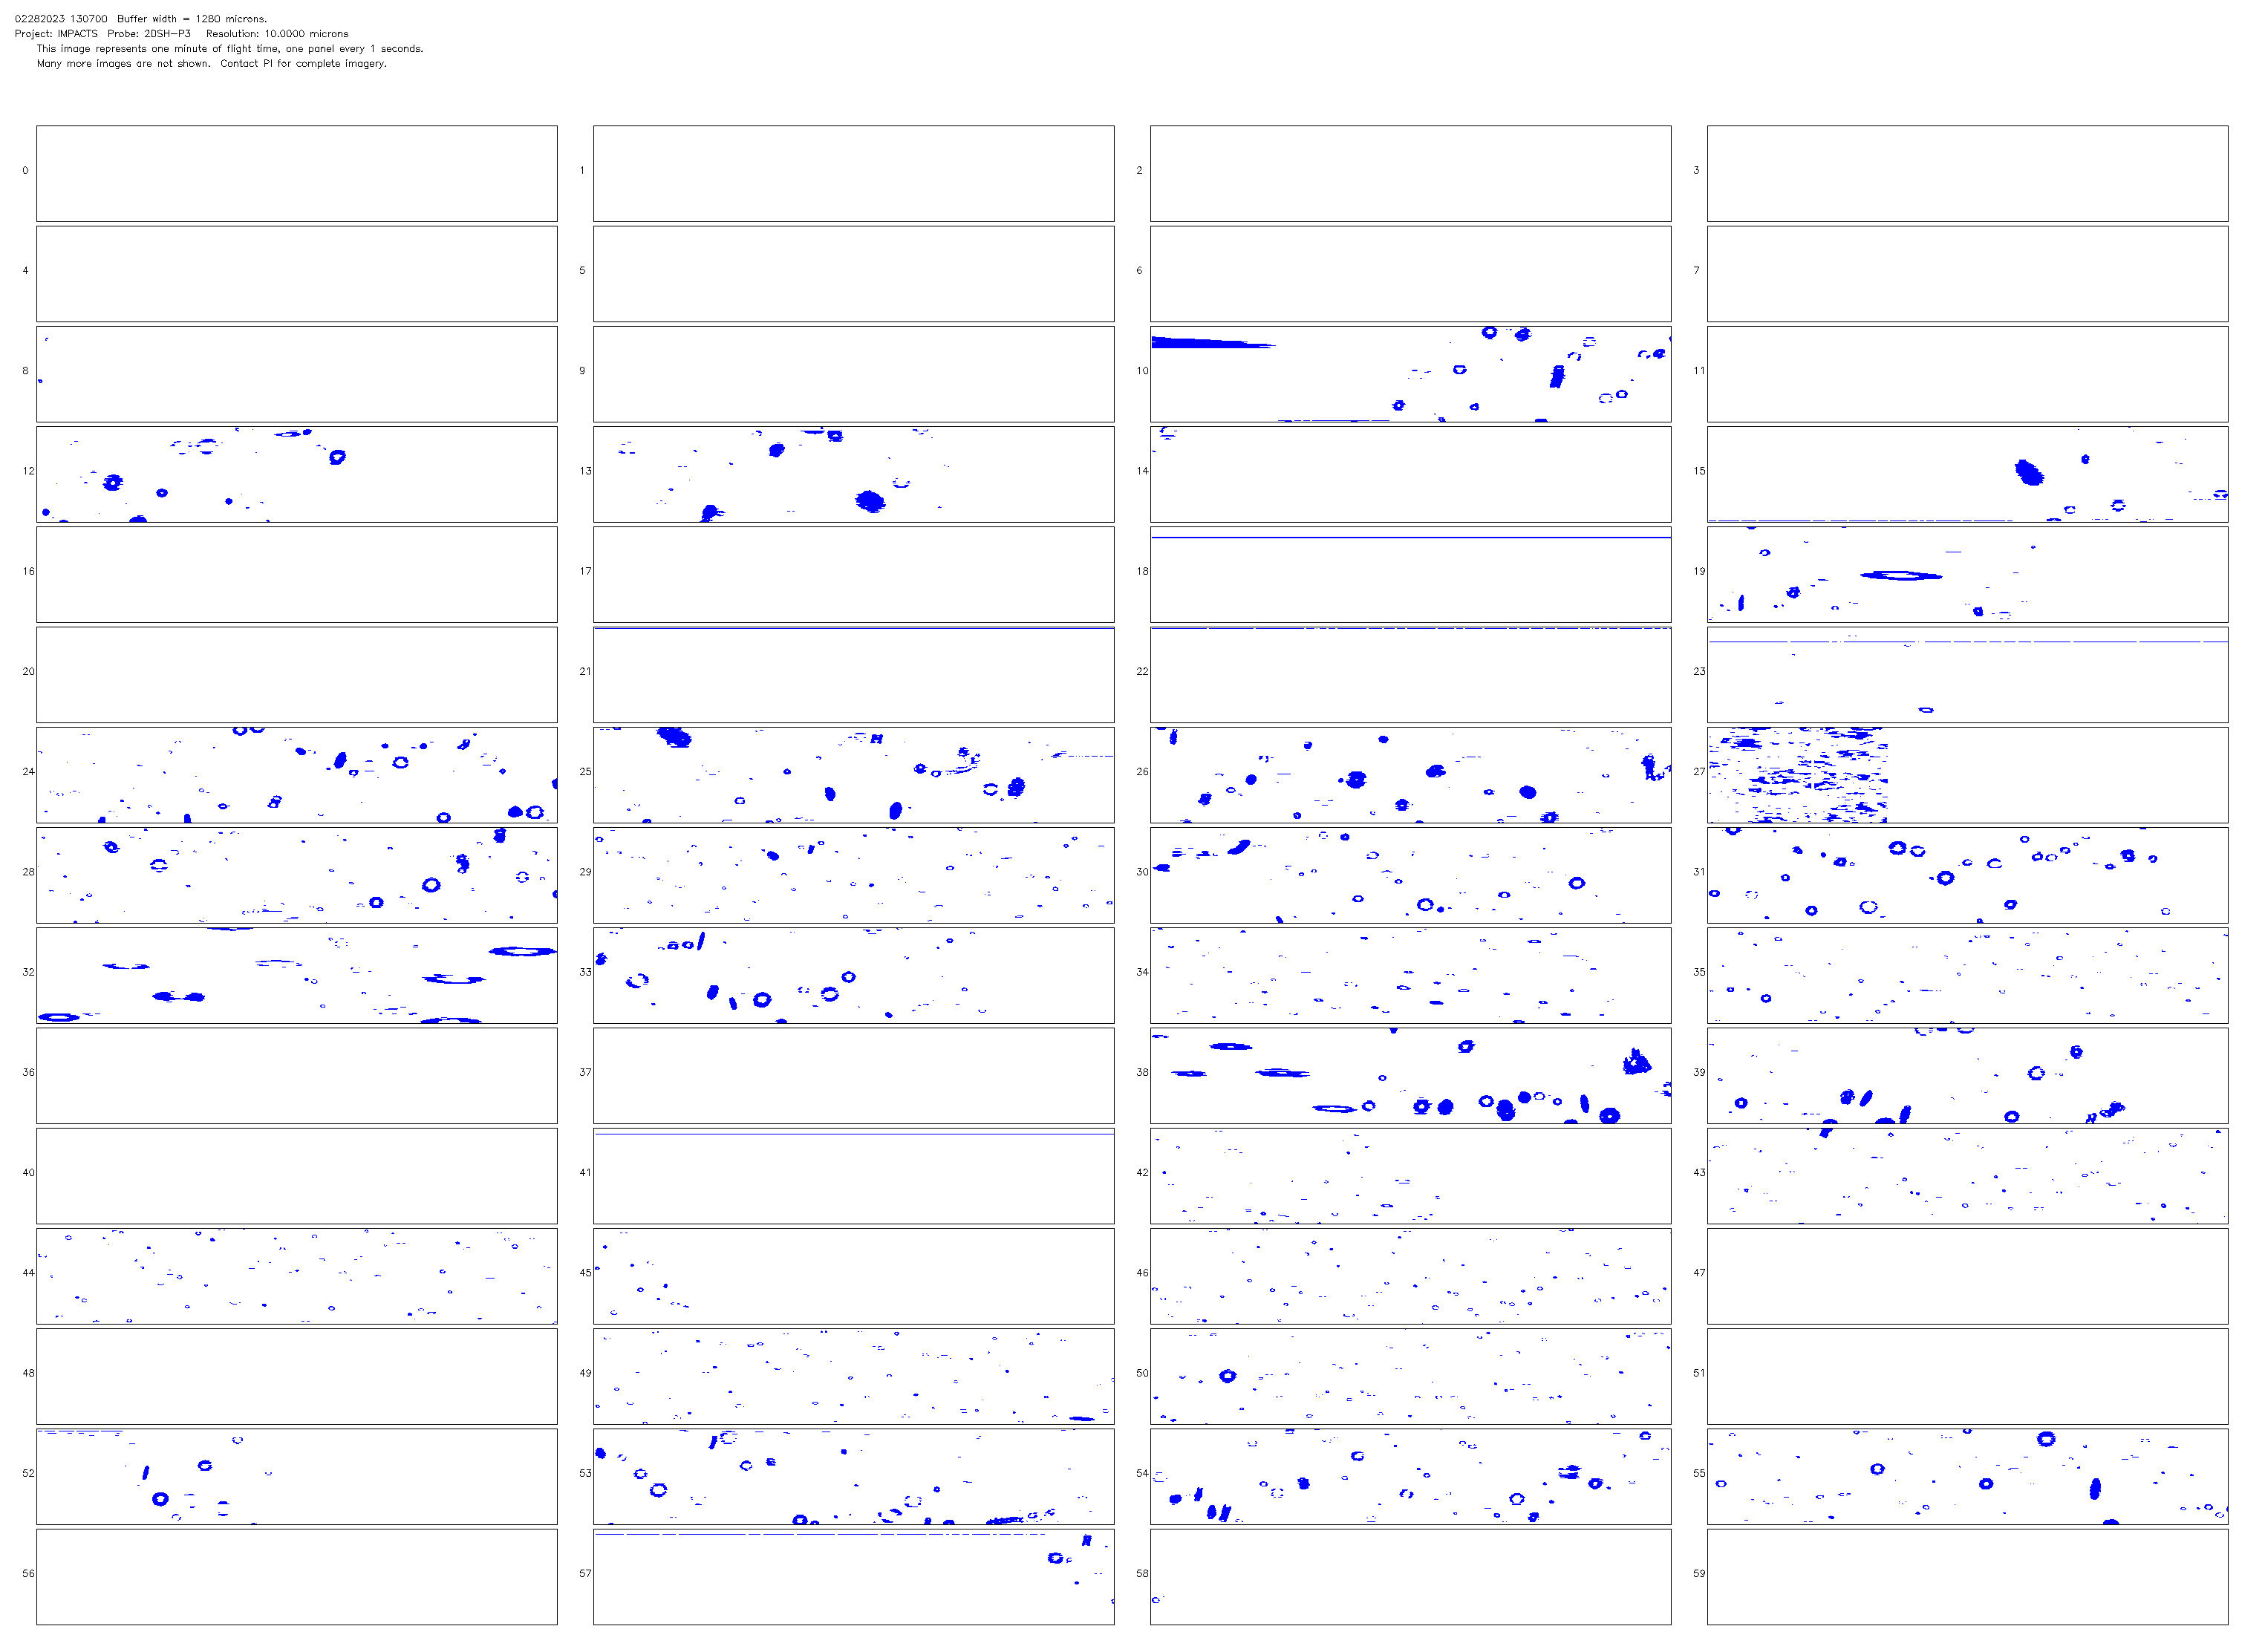 02282023 130700 Buffer width = 1280 microns.
Project: IMPACTS Probe: 2DSH-P3 Resolution: 10.0000 microns
This image represents one minute of flight time, one panel every 1 seconds.
Many more images are not shown. Contact PI for complete imagery.
0 1 2 3
4 5 6 7
8 9 10 11
12 13 14 15
16 17 18 19
20 21 22 23
24 25 26 27
28 29 30 31
32 33 34 35
36 37 38 39
40 41 42 43
44 45 46 47
48 49 50 51
52 53 54 55
56 57 58 59